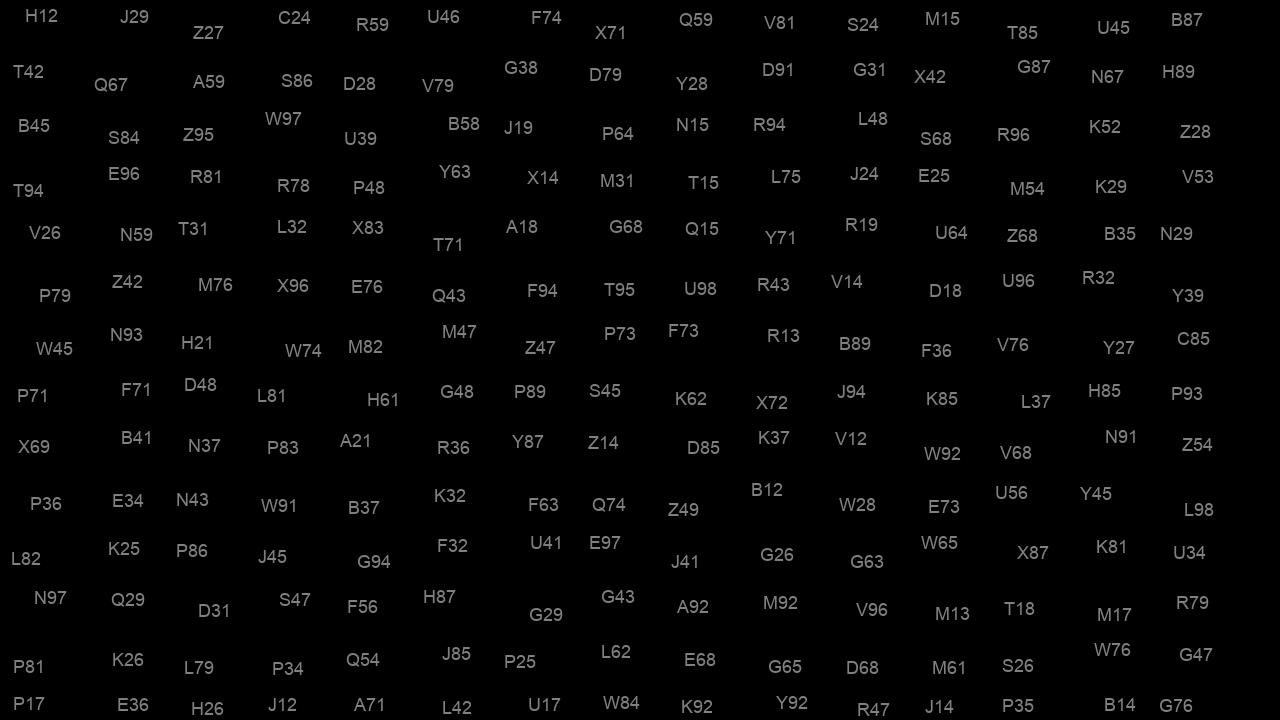 H12 J29 Z27 C24 R59 U46 F74 X71 Q59 V81 S24 M15 T85 U45 B87
T42 Q67 A59 S86 D28 V79 G38 D79 Y28 D91 G31 X42 G87 N67 H89
B45 S84 Z95 W97 U39 B58 J19 P64 N15 R94 L48 S68 R96 K52 Z28
T94 E96 R81 R78 P48 Y63 X14 M31 T15 L75 J24 E25 M54 K29 V53
V26 N59 T31 L32 X83 T71 A18 G68 Q15 Y71 R19 U64 Z68 B35 N29
P79 Z42 M76 X96 E76 Q43 F94 T95 U98 R43 V14 D18 U96 R32 Y39
W45 N93 H21 W74 M82 M47 Z47 P73 F73 R13 B89 F36 V76 Y27 C85
P71 F71 D48 L81 H61 G48 P89 S45 K62 X72 J94 K85 L37 H85 P93
X69 B41 N37 P83 A21 R36 Y87 Z14 D85 K37 V12 W92 V68 N91 Z54
P36 E34 N43 W91 B37 K32 F63 Q74 Z49 B12 W28 E73 U56 Y45 L98
L82 K25 P86 J45 G94 F32 U41 E97 J41 G26 G63 W65 X87 K81 U34
N97 Q29 D31 S47 F56 H87 G29 G43 A92 M92 V96 M13 T18 M17 R79
P81 K26 L79 P34 Q54 J85 P25 L62 E68 G65 D68 M61 S26 W76 G47
P17 E36 H26 J12 A71 L42 U17 W84 K92 Y92 R47 J14 P35 B14 G76